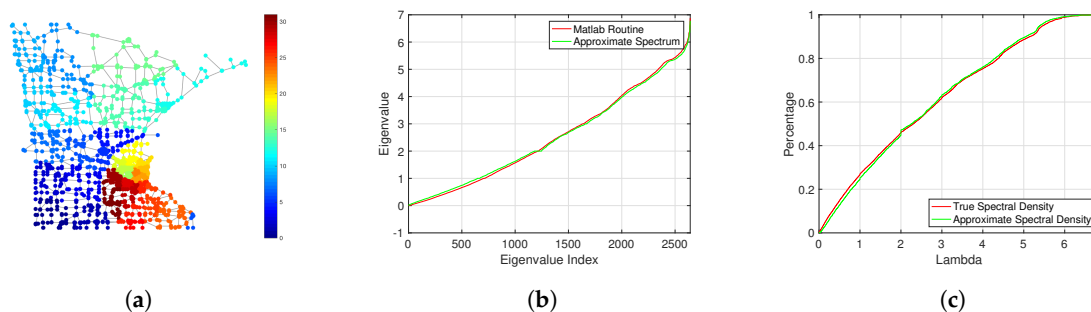 30
25
20
15
10
5
0
(a)
7
6
5
4
3
2
1
0
-1
Eigenvalue
Matlab Routine
Approximate Spectrum
0 500 1000 1500 2000 2500
Eigenvalue Index
(b)
1
0.8
0.6
0.4
0.2
0
Percentage
True Spectral Density
Approximate Spectral Density
0 1 2 3 4 5 6
Lambda
(c)